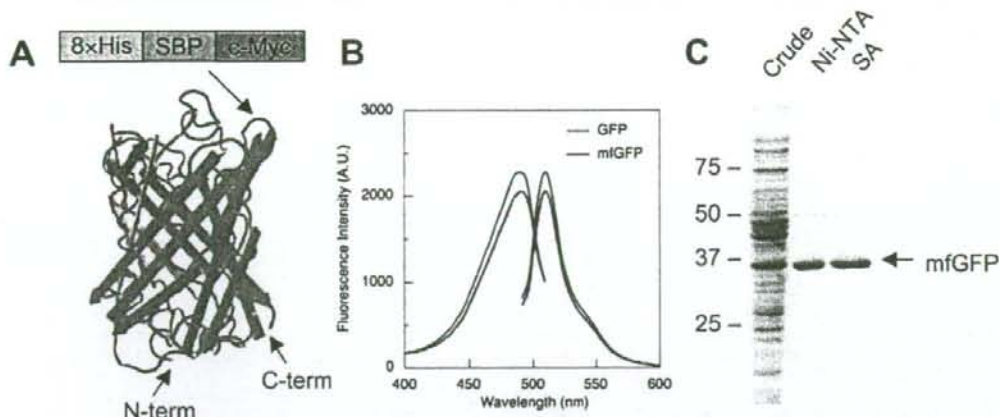 A
8×His SBP c-Myc
N-term
C-term
B
Fluorescence Intensity (A.U.)
3000
2000
1000
0
GFP
mfGFP
400 450 500 550 600
Wavelength (nm)
C
Crude
Ni-NTA
SA
75
50
37
25
mfGFP